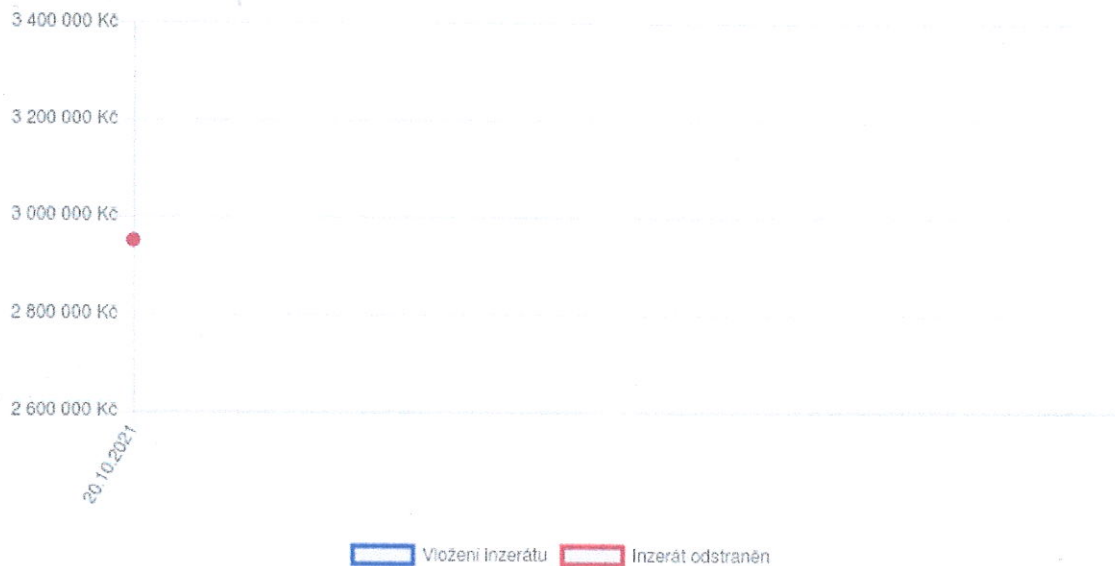 3 400 000 Kč
3 200 000 Kč
3 000 000 Kč
2 800 000 Kč
2 600 000 Kč
20.10.2021
Vložení inzerátu
Inzerát odstraněn